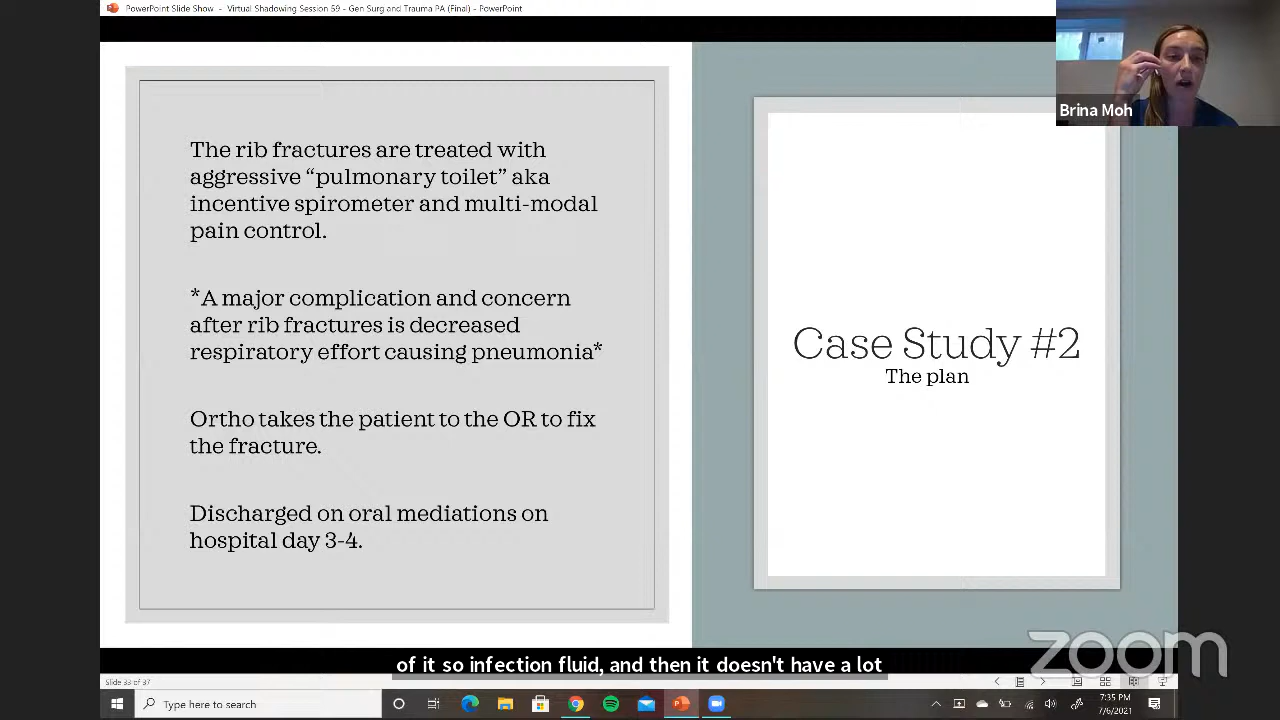 PowerPoint Slide Show - Virtual Shadowing Session 59 - Gen Surg and Trauma PA (Final) - PowerPoint
Brina Moh
The rib fractures are treated with
aggressive “pulmonary toilet” aka
incentive spirometer and multi-modal
pain control.
*A major complication and concern
after rib fractures is decreased
respiratory effort causing pneumonia*
Ortho takes the patient to the OR to fix
the fracture.
Discharged on oral mediations on
hospital day 3-4.
Case Study #2
The plan
of it so infection fluid, and then it doesn't have a lot
zoom
Slide 33 of 37
Type here to search
7:35 PM
7/6/2021